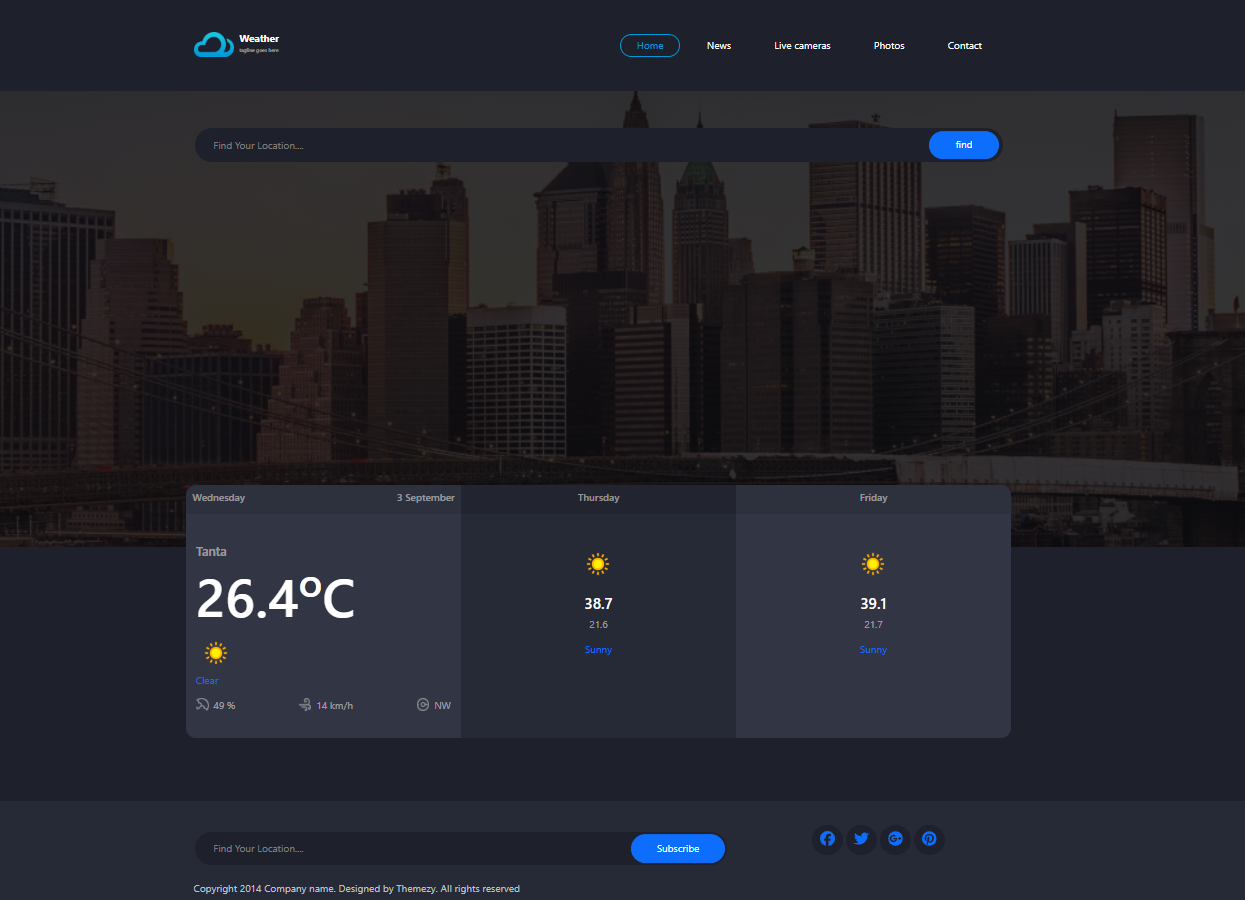 Weather
tagline goes here
Home News Live cameras Photos Contact
Find Your Location.... find
Wednesday 3 September
Tanta
26.4°C
Clear
49 % 14 km/h NW
Thursday
38.7
21.6
Sunny
Friday
39.1
21.7
Sunny
Find Your Location.... Subscribe
Copyright 2014 Company name. Designed by Themezy. All rights reserved